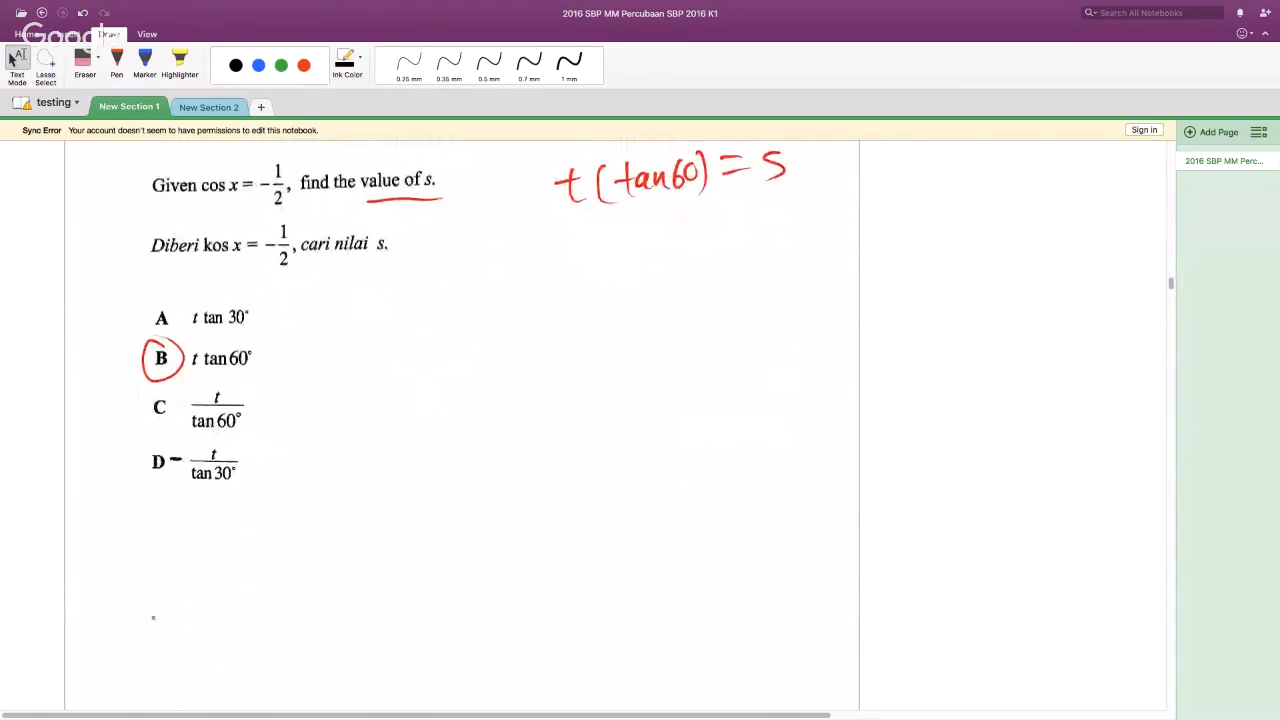 2016 SBP MM Percubaan SBP 2016 K1
Search All Notebooks
Google
Home Insert Draw View
Text Mode
Lasso Select
Eraser
Pen
Marker
Highlighter
Ink Color
0.25 mm
0.35 mm
0.5 mm
0.7 mm
1 mm
testing
New Section 1
New Section 2
+
Sync Error Your account doesn't seem to have permissions to edit this notebook.
Sign in
Add Page
2016 SBP MM Perc...
Given cos x = -1/2, find the value of s.
t(tan60) = s
Diberi kos x = -1/2, cari nilai s.
A t tan 30°
B t tan 60°
C t/tan 60°
D - t/tan 30°